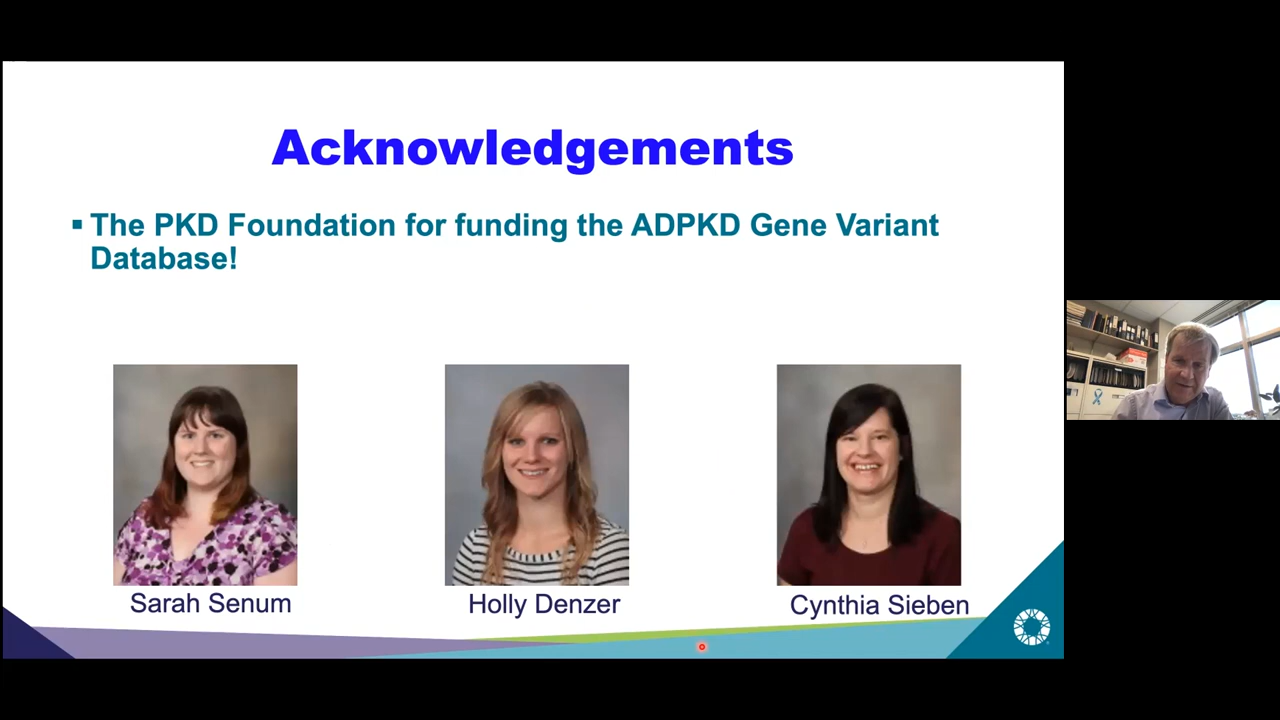 Acknowledgements
▪ The PKD Foundation for funding the ADPKD Gene Variant
Database!
Sarah Senum
Holly Denzer
Cynthia Sieben